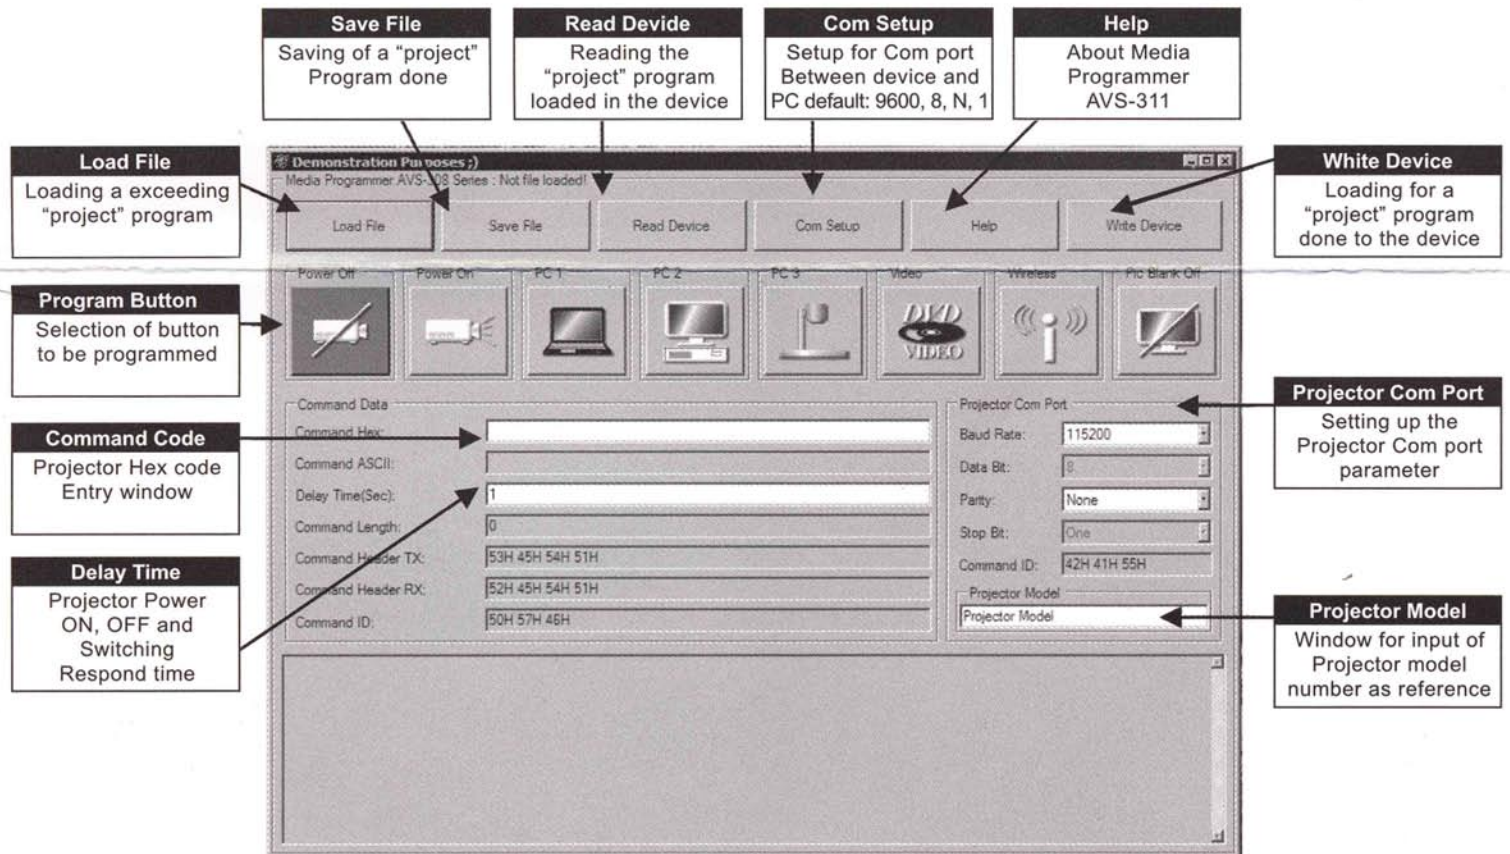 Save File
Saving of a “project”
Program done
Read Devide
Reading the
“project” program
loaded in the device
Com Setup
Setup for Com port
Between device and
PC default: 9600, 8, N, 1
Help
About Media
Programmer
AVS-311
Load File
Loading a exceeding
“project” program
White Device
Loading for a
“project” program
done to the device
Demonstration Purposes ;)
Media Programmer AVS-308 Series : Not file loaded!
Load File
Save File
Read Device
Com Setup
Help
Write Device
Power Off
Power On
PC 1
PC 2
PC 3
Video
Wireless
Pic Blank Off
DVD
VIDEO
Program Button
Selection of button
to be programmed
Command Code
Projector Hex code
Entry window
Delay Time
Projector Power
ON, OFF and
Switching
Respond time
Command Data
Command Hex:
Command ASCII:
Delay Time(Sec): 1
Command Length: 0
Command Header TX: 53H 45H 54H 51H
Command Header RX: 52H 45H 54H 51H
Command ID: 50H 57H 46H
Projector Com Port
Baud Rate: 115200
Data Bit: 8
Parity: None
Stop Bit: One
Command ID: 42H 41H 55H
Projector Model
Projector Model
Projector Com Port
Setting up the
Projector Com port
parameter
Projector Model
Window for input of
Projector model
number as reference